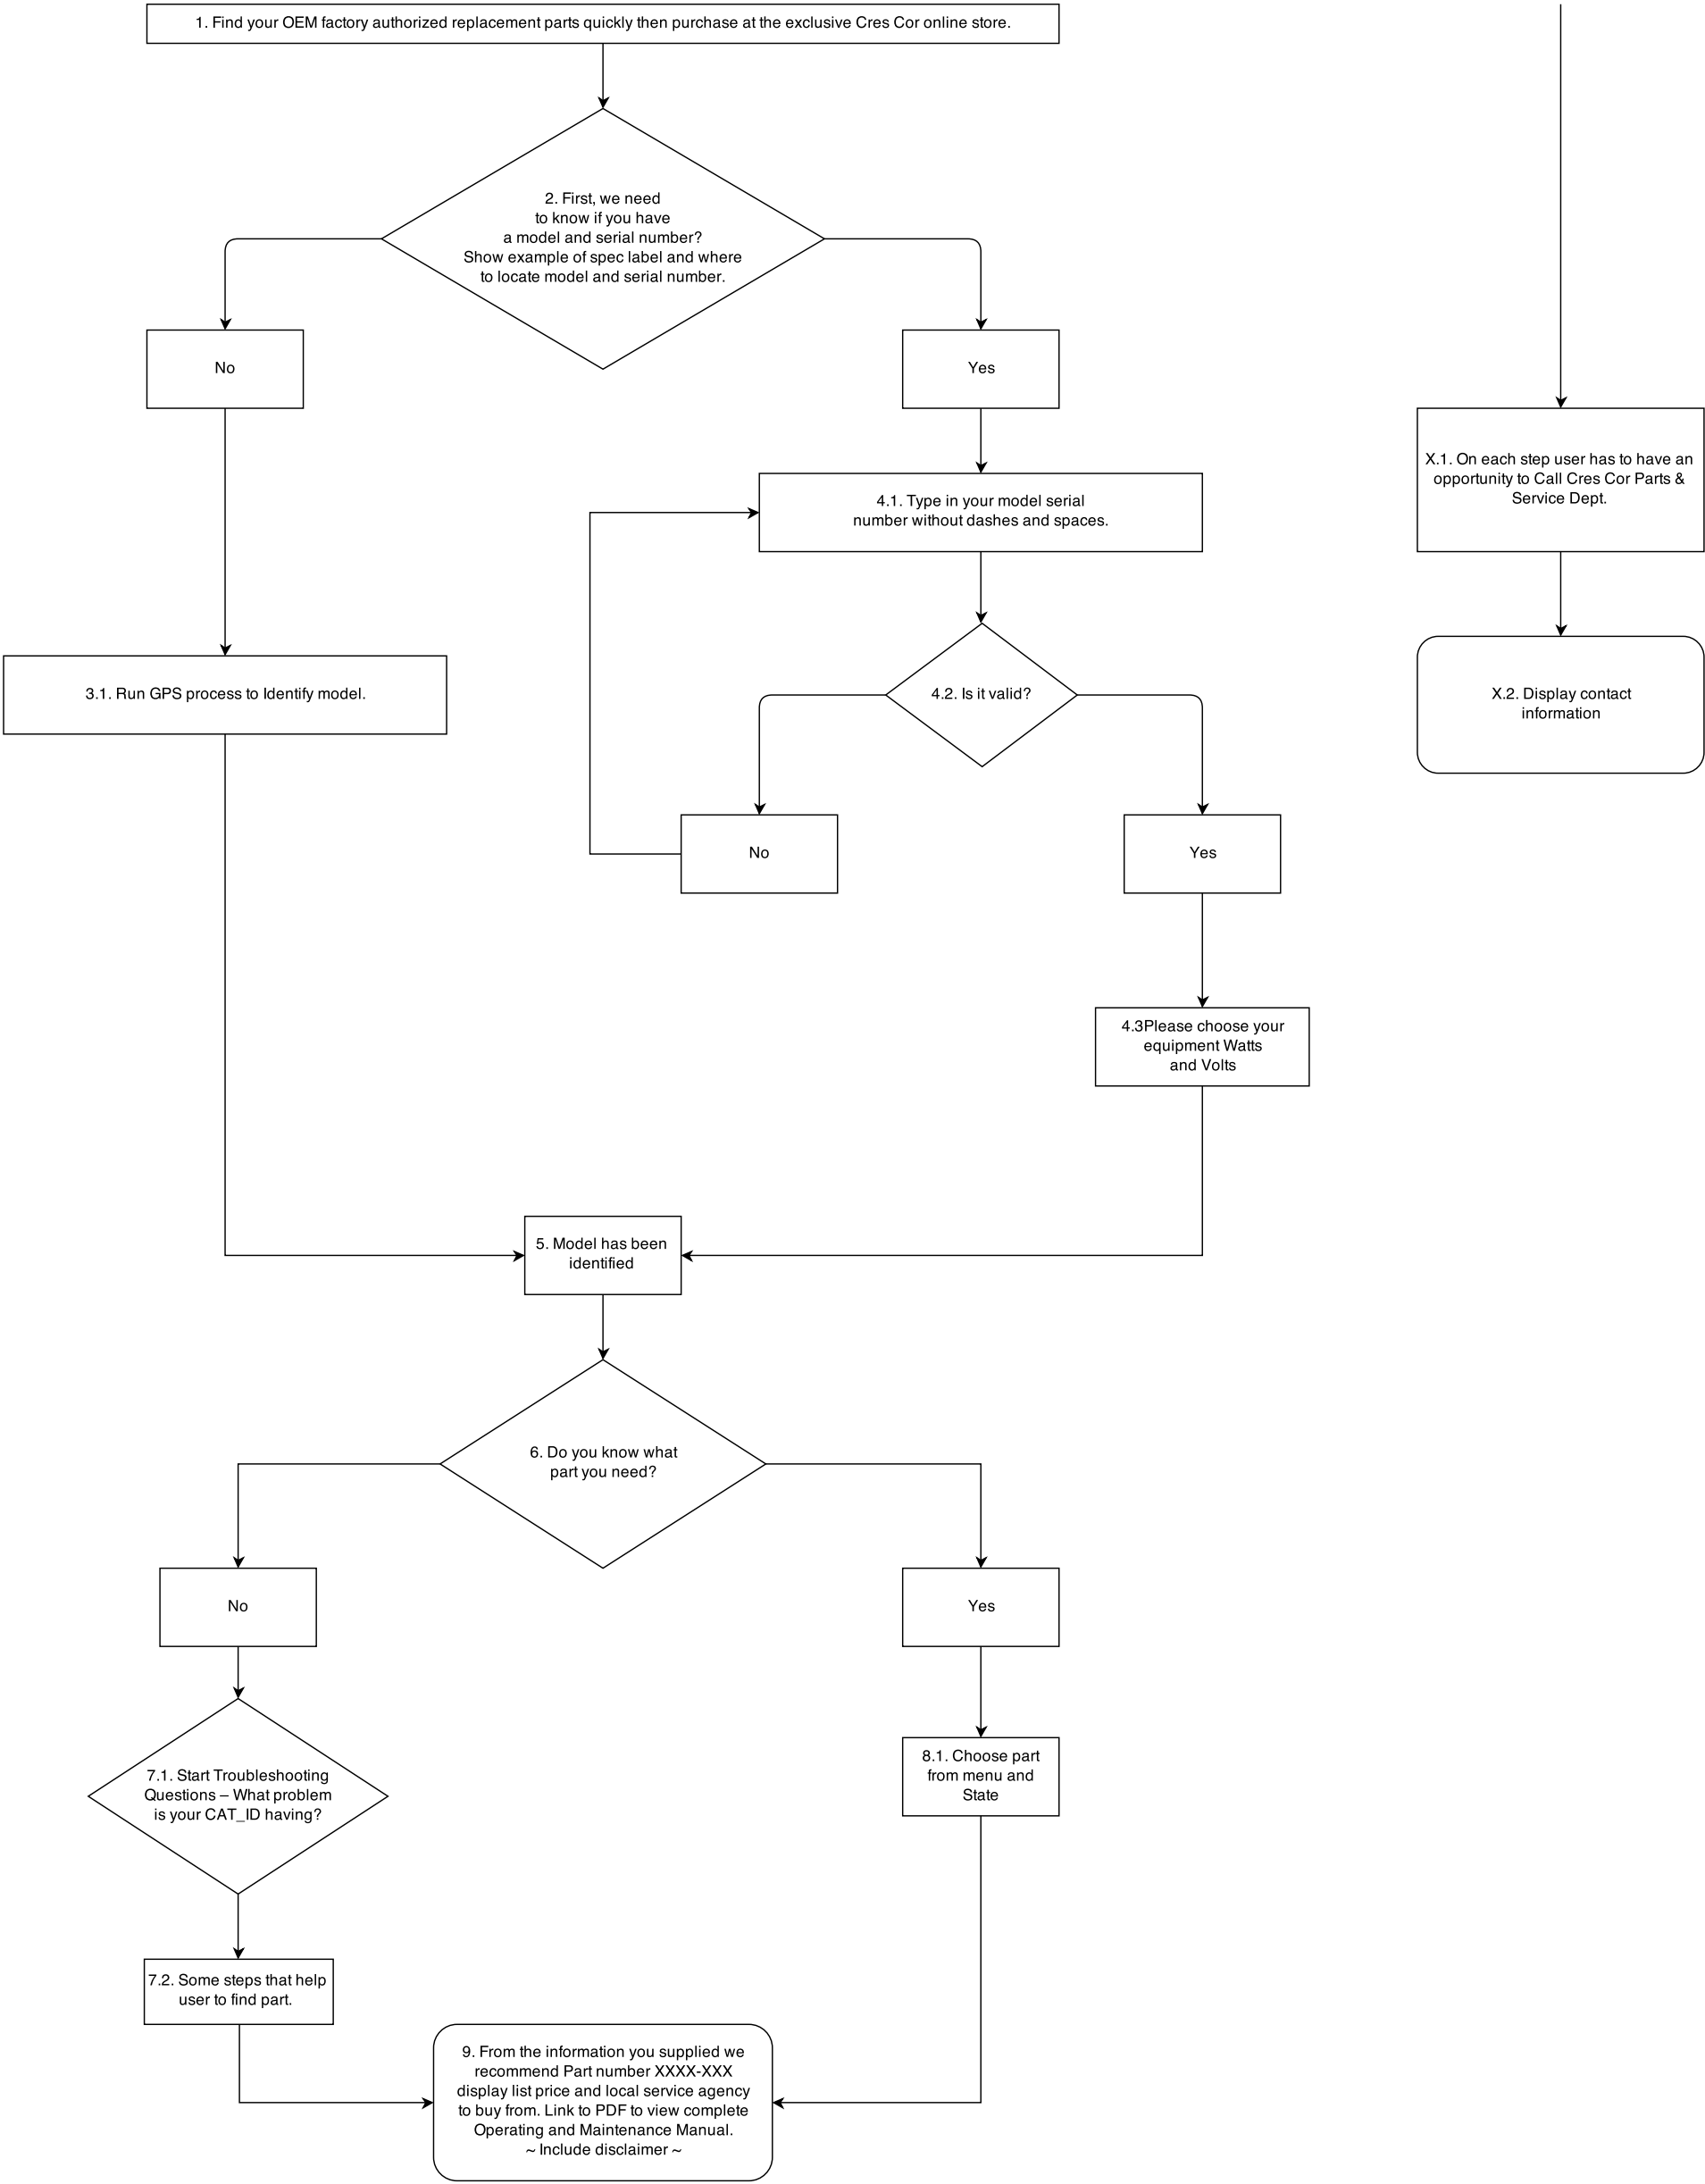 1. Find your OEM factory authorized replacement parts quickly then purchase at the exclusive Cres Cor online store.
2. First, we need
to know if you have
a model and serial number?
Show example of spec label and where
to locate model and serial number.
No
Yes
X.1. On each step user has to have an
opportunity to Call Cres Cor Parts &
Service Dept.
4.1. Type in your model serial
number without dashes and spaces.
3.1. Run GPS process to Identify model.
4.2. Is it valid?
X.2. Display contact
information
No
Yes
4.3Please choose your
equipment Watts
and Volts
5. Model has been
identified
6. Do you know what
part you need?
No
Yes
7.1. Start Troubleshooting
Questions – What problem
is your CAT_ID having?
8.1. Choose part
from menu and
State
7.2. Some steps that help
user to find part.
9. From the information you supplied we
recommend Part number XXXX-XXX
display list price and local service agency
to buy from. Link to PDF to view complete
Operating and Maintenance Manual.
~ Include disclaimer ~